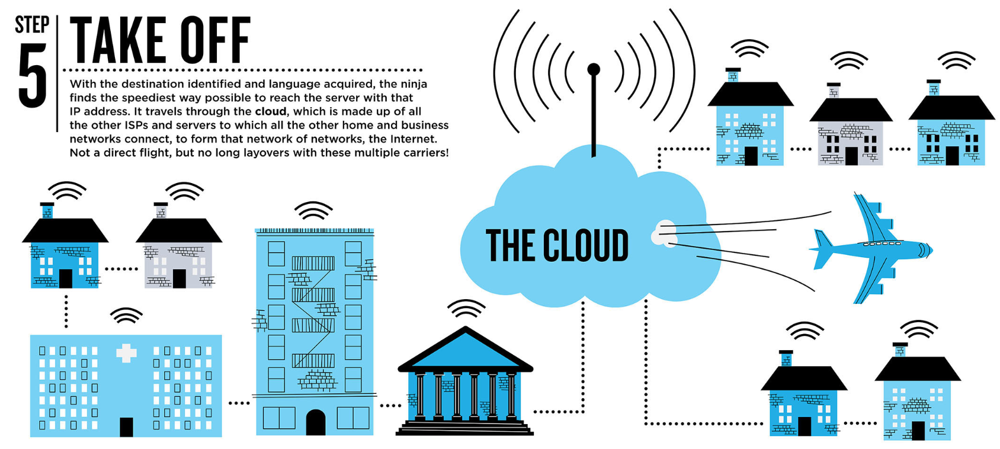 STEP
5
TAKE OFF
With the destination identified and language acquired, the ninja
finds the speediest way possible to reach the server with that
IP address. It travels through the cloud, which is made up of all
the other ISPs and servers to which all the other home and business
networks connect, to form that network of networks, the Internet.
Not a direct flight, but no long layovers with these multiple carriers!
THE CLOUD